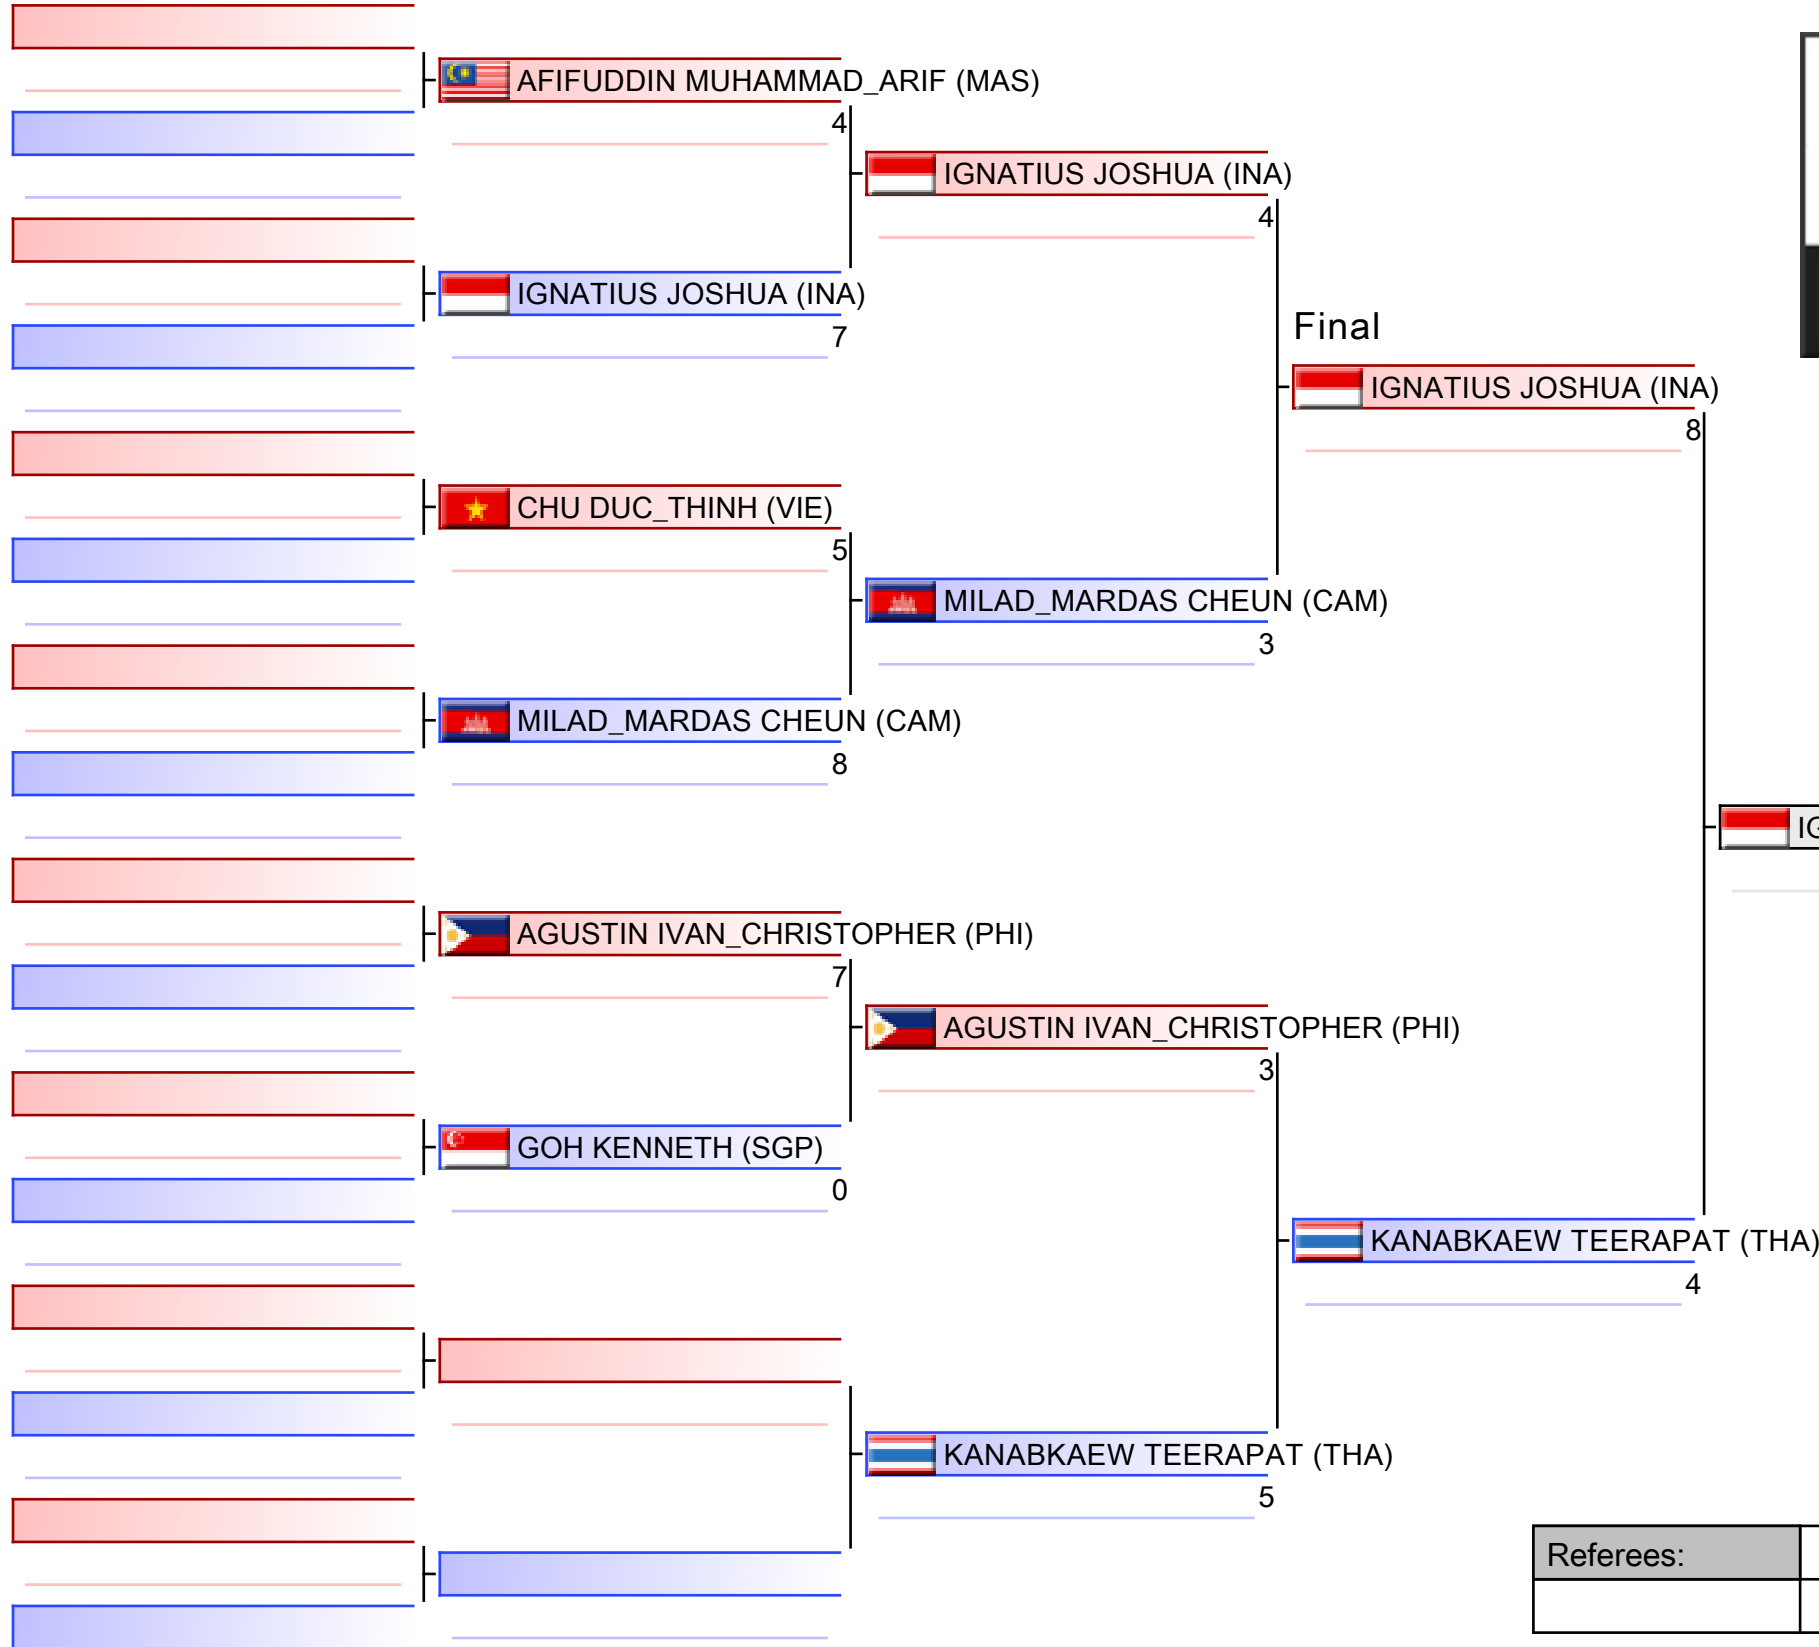 AFIFUDDIN MUHAMMAD_ARIF (MAS)
4
IGNATIUS JOSHUA (INA)
7
CHU DUC_THINH (VIE)
5
MILAD_MARDAS CHEUN (CAM)
8
AGUSTIN IVAN_CHRISTOPHER (PHI)
7
GOH KENNETH (SGP)
0
IGNATIUS JOSHUA (INA)
4
MILAD_MARDAS CHEUN (CAM)
3
AGUSTIN IVAN_CHRISTOPHER (PHI)
3
KANABKAEW TEERAPAT (THA)
5
Final
IGNATIUS JOSHUA (INA)
8
KANABKAEW TEERAPAT (THA)
4
Referees: